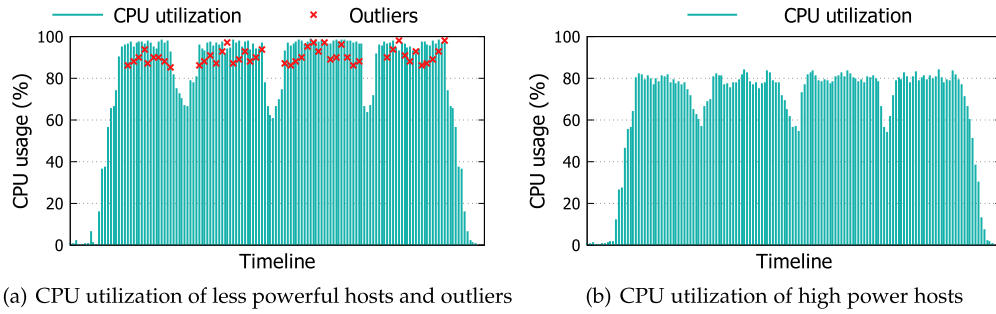 CPU utilization Outliers
100
80
60
40
20
0
CPU usage (%)
Timeline
(a) CPU utilization of less powerful hosts and outliers
CPU utilization
100
80
60
40
20
0
CPU usage (%)
Timeline
(b) CPU utilization of high power hosts